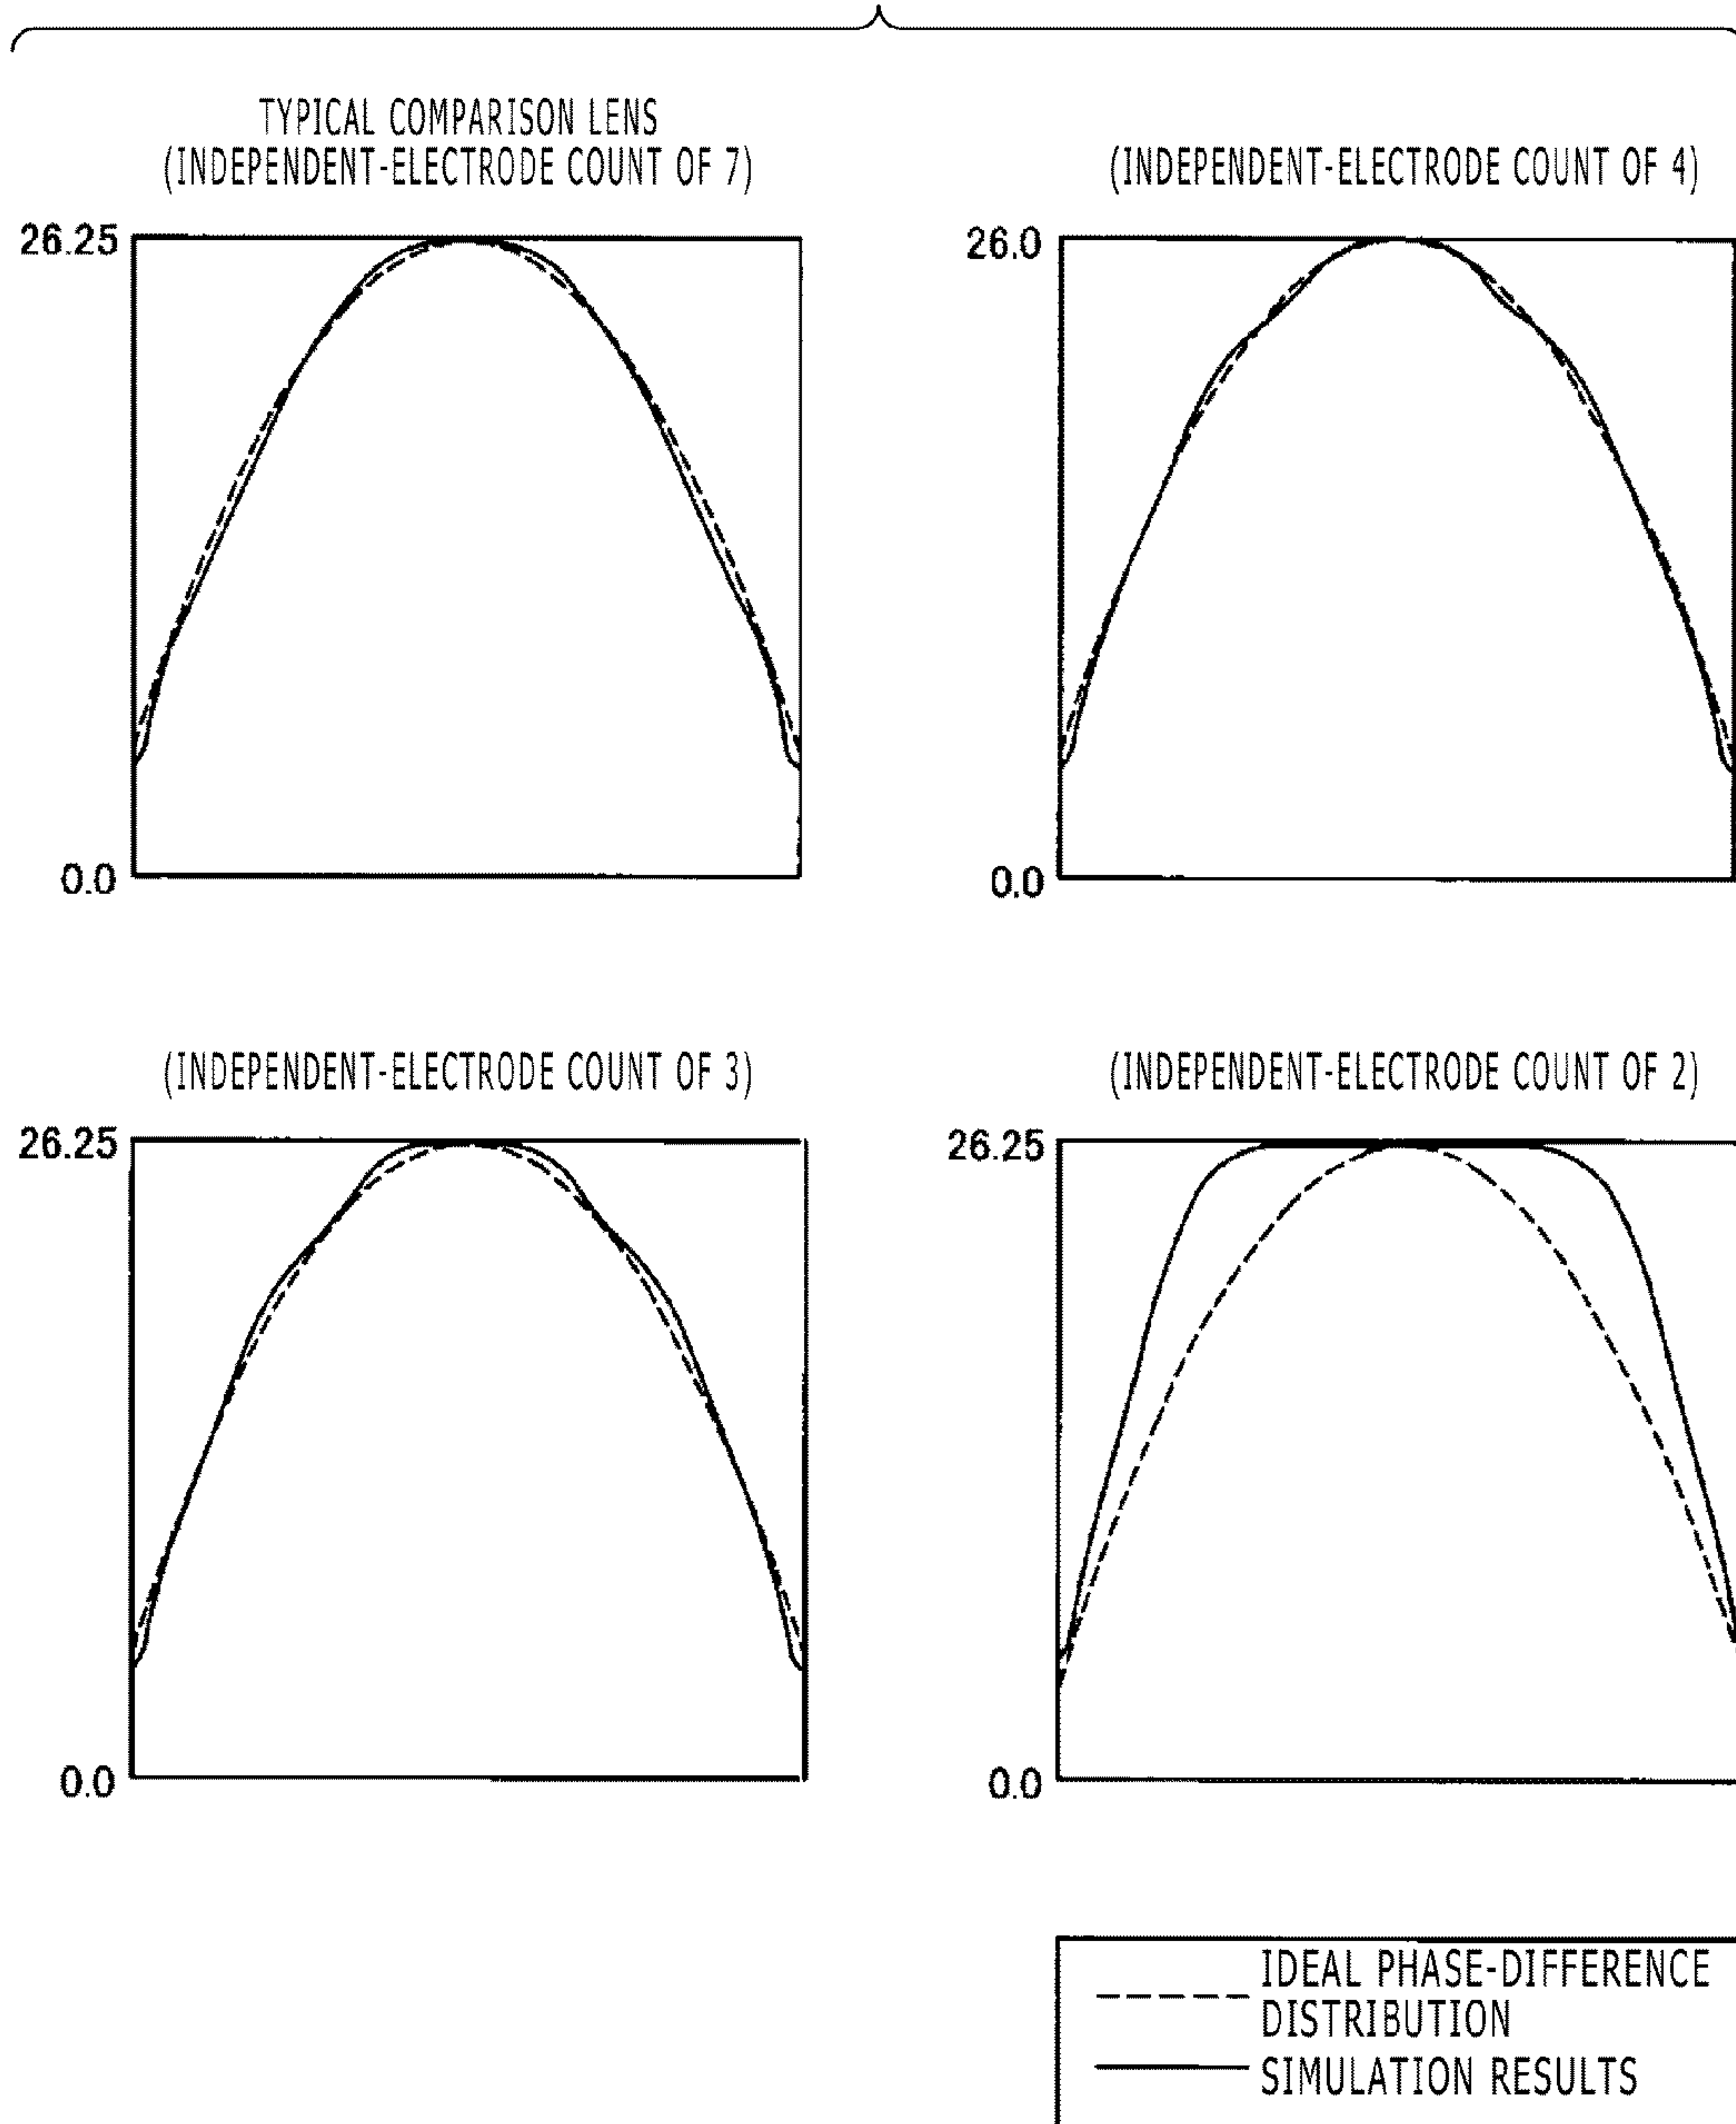 TYPICAL COMPARISON LENS
(INDEPENDENT-ELECTRODE COUNT OF 7)
26.25
0.0
(INDEPENDENT-ELECTRODE COUNT OF 4)
26.0
0.0
(INDEPENDENT-ELECTRODE COUNT OF 3)
26.25
0.0
(INDEPENDENT-ELECTRODE COUNT OF 2)
26.25
0.0
IDEAL PHASE-DIFFERENCE
DISTRIBUTION
SIMULATION RESULTS